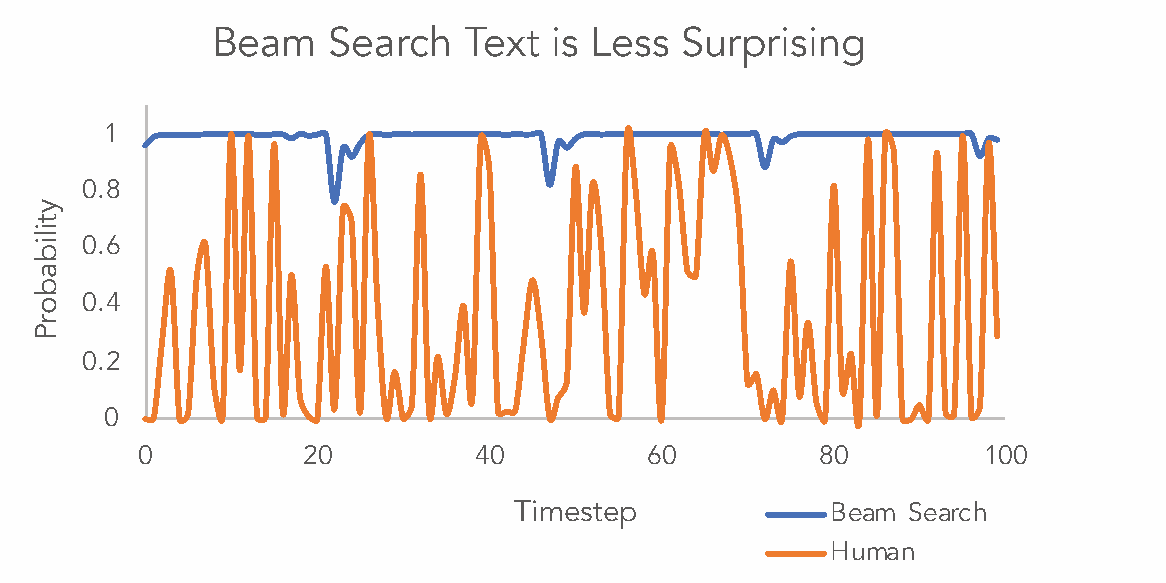 Beam Search Text is Less Surprising
1
0.8
0.6
0.4
0.2
0
Probability
0 20 40 60 80 100
Timestep
Beam Search
Human